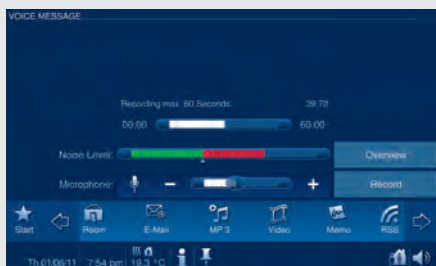 VOICE MESSAGE
Recording max. 60 Seconds: 29:70
00:00 60:00
Noise Level: Overview
Microphone: - + Record
Start Room E-Mail MP 3 Video Memo RSS
Th 01/06/11 7:54 pm 19.3 °C